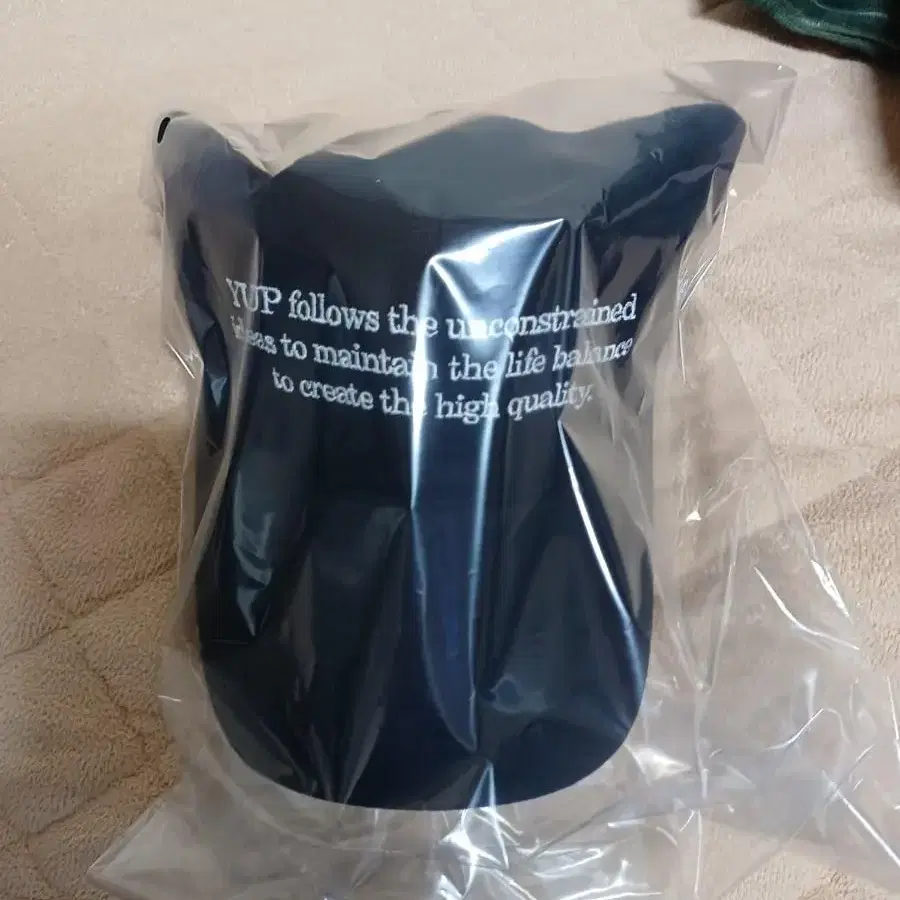 YUP follows the unconstrained
ideas to maintain the life balance
to create the high quality.